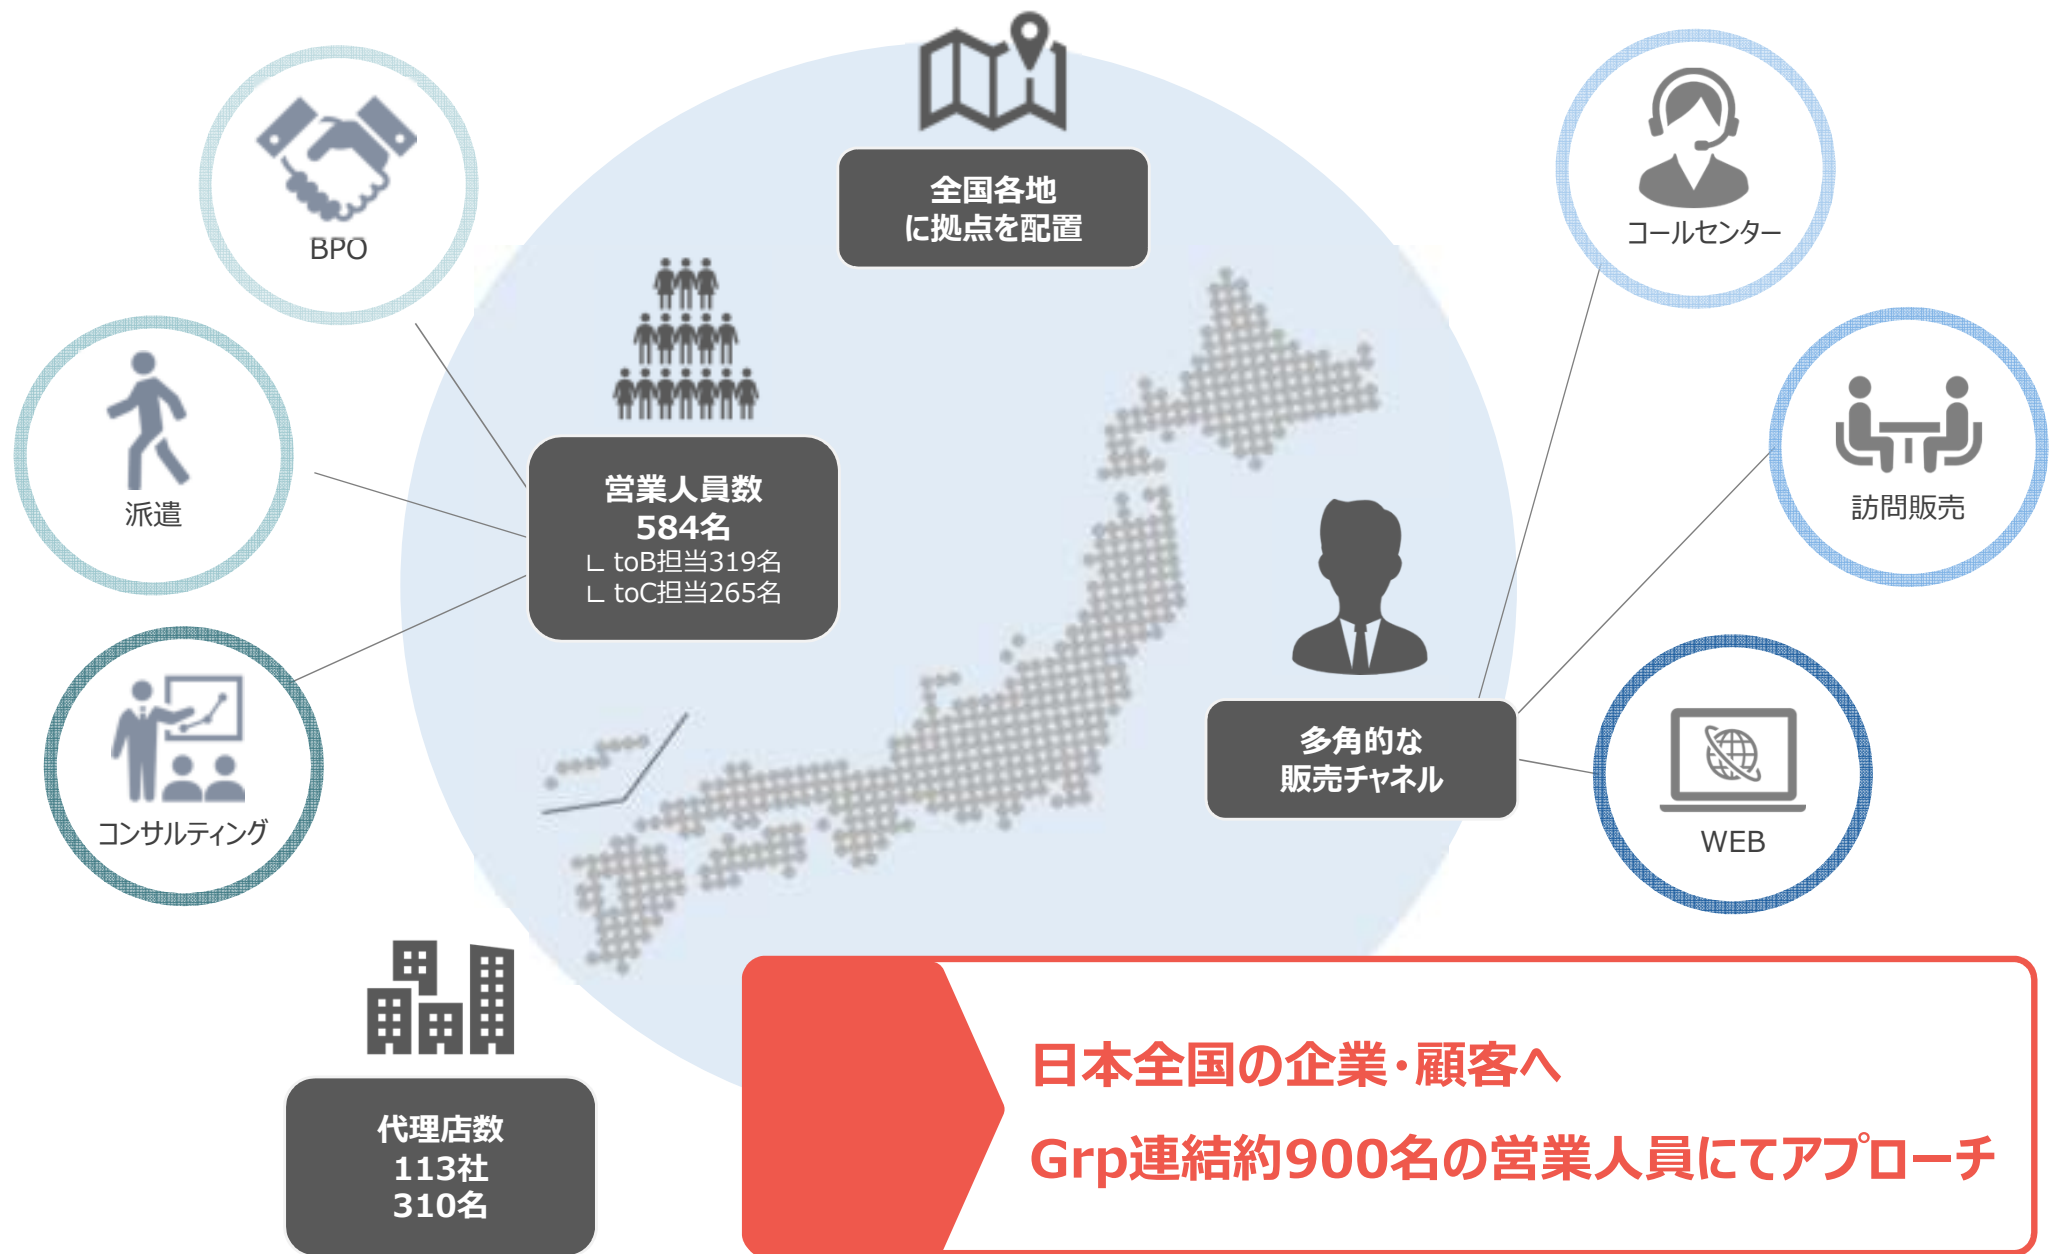 全国各地
に拠点を配置
BPO
派遣
コンサルティング
営業人員数
584名
∟ toB担当319名
∟ toC担当265名
コールセンター
訪問販売
WEB
多角的な
販売チャネル
代理店数
113社
310名
日本全国の企業・顧客へ
Grp連結約900名の営業人員にてアプローチ